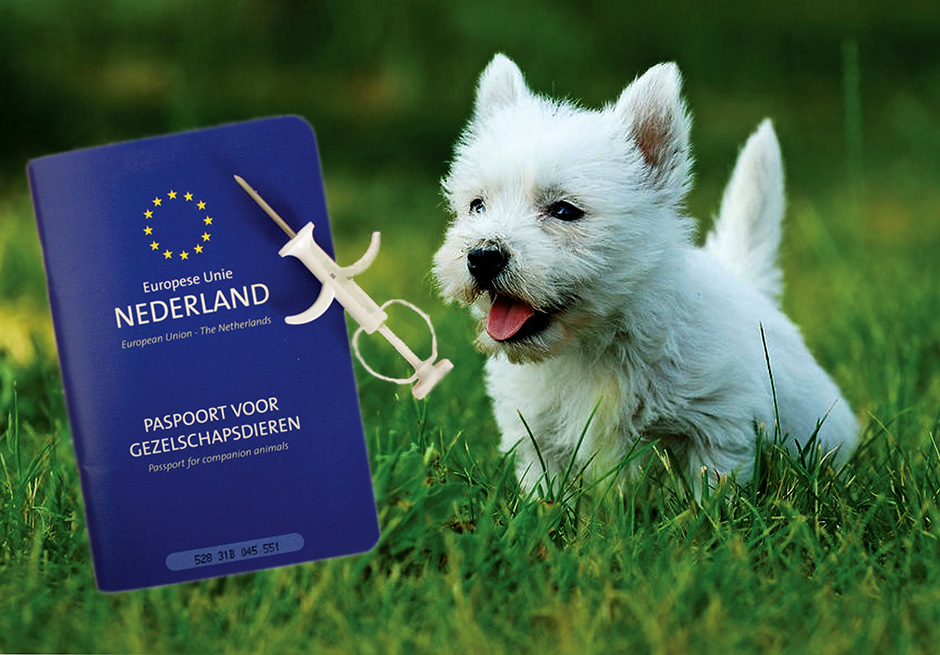 Europese Unie
NEDERLAND
European Union - The Netherlands
PASPOORT VOOR
GEZELSCHAPSDIEREN
Passport for companion animals
528 31B 045 551